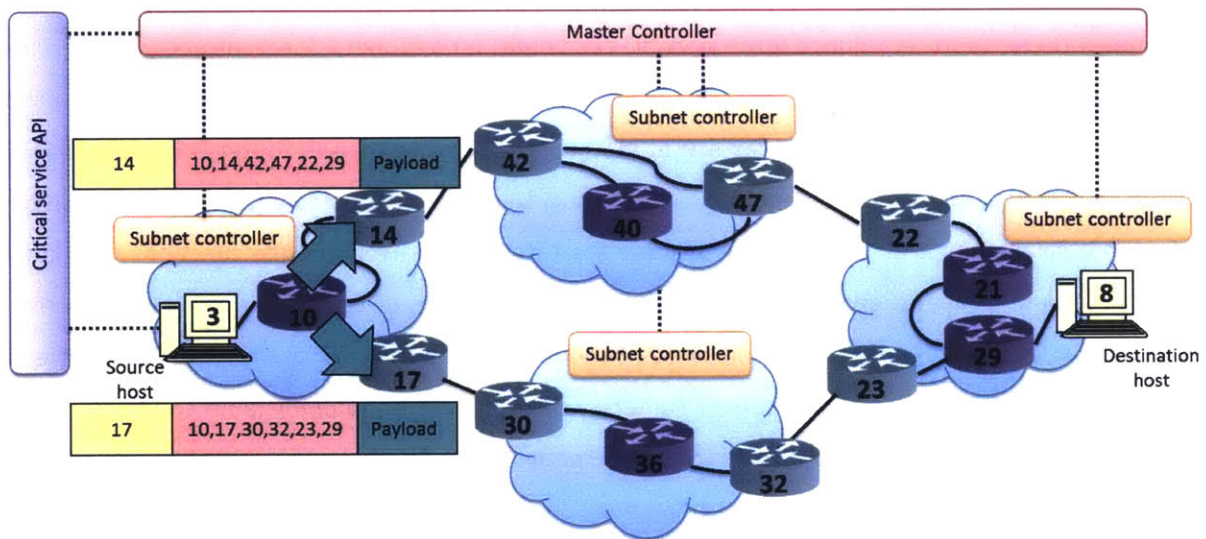 Master Controller
Critical service API
Subnet controller
14
10,14,42,47,22,29
Payload
42
47
40
Subnet controller
14
22
Subnet controller
21
10
3
8
29
Source
host
Destination
host
Subnet controller
17
23
17
10,17,30,32,23,29
Payload
30
36
32